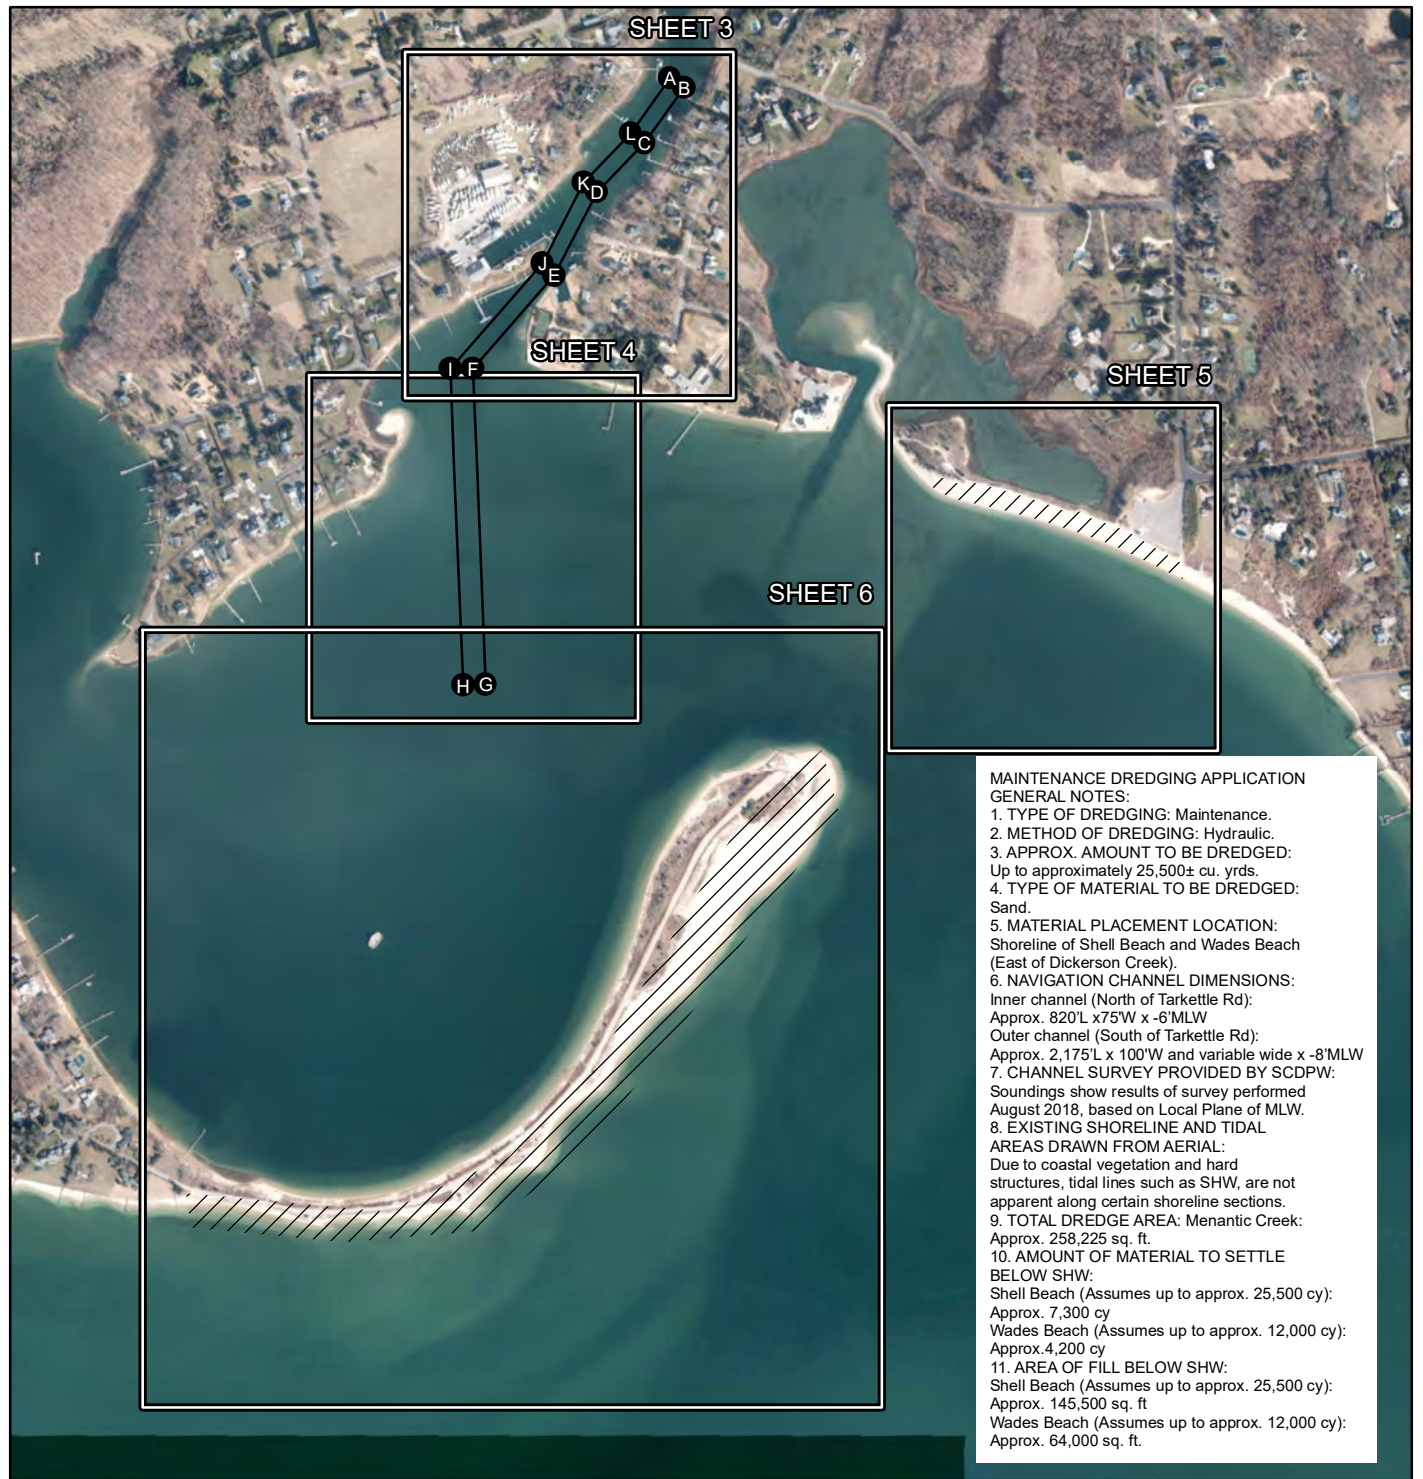 SHEET 3
A
B
L
C
K
D
J
E
SHEET 4
I
F
SHEET 5
SHEET 6
H
G
MAINTENANCE DREDGING APPLICATION
GENERAL NOTES:
1. TYPE OF DREDGING: Maintenance.
2. METHOD OF DREDGING: Hydraulic.
3. APPROX. AMOUNT TO BE DREDGED:
Up to approximately 25,500± cu. yrds.
4. TYPE OF MATERIAL TO BE DREDGED:
Sand.
5. MATERIAL PLACEMENT LOCATION:
Shoreline of Shell Beach and Wades Beach
(East of Dickerson Creek).
6. NAVIGATION CHANNEL DIMENSIONS:
Inner channel (North of Tarkettle Rd):
Approx. 820'L x75'W x -6'MLW
Outer channel (South of Tarkettle Rd):
Approx. 2,175'L x 100'W and variable wide x -8'MLW
7. CHANNEL SURVEY PROVIDED BY SCDPW:
Soundings show results of survey performed
August 2018, based on Local Plane of MLW.
8. EXISTING SHORELINE AND TIDAL
AREAS DRAWN FROM AERIAL:
Due to coastal vegetation and hard
structures, tidal lines such as SHW, are not
apparent along certain shoreline sections.
9. TOTAL DREDGE AREA: Menantic Creek:
Approx. 258,225 sq. ft.
10. AMOUNT OF MATERIAL TO SETTLE
BELOW SHW:
Shell Beach (Assumes up to approx. 25,500 cy):
Approx. 7,300 cy
Wades Beach (Assumes up to approx. 12,000 cy):
Approx.4,200 cy
11. AREA OF FILL BELOW SHW:
Shell Beach (Assumes up to approx. 25,500 cy):
Approx. 145,500 sq. ft
Wades Beach (Assumes up to approx. 12,000 cy):
Approx. 64,000 sq. ft.